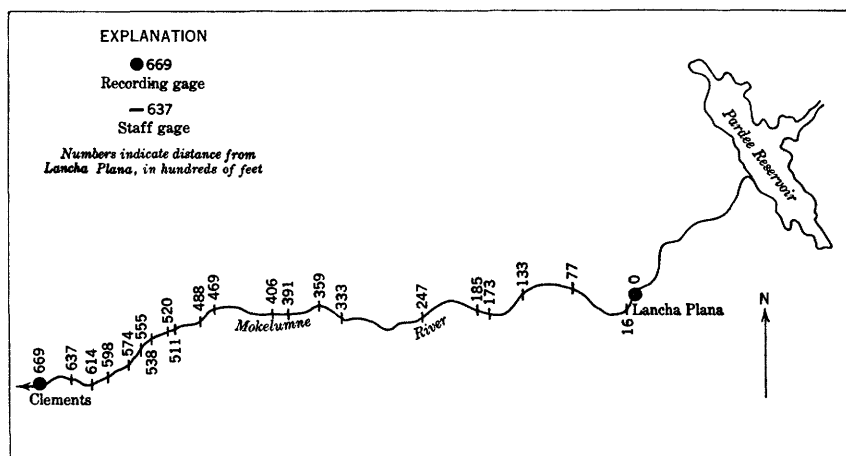 EXPLANATION
669
Recording gage
637
Staff gage
Numbers indicate distance from
Lancha Plana, in hundreds of feet
Pardee Reservoir
N
0
Lancha Plana
16
77
133
173
185
River
247
333
359
391
406
Mokelumne
469
488
511
520
538
555
574
598
614
637
669
Clements